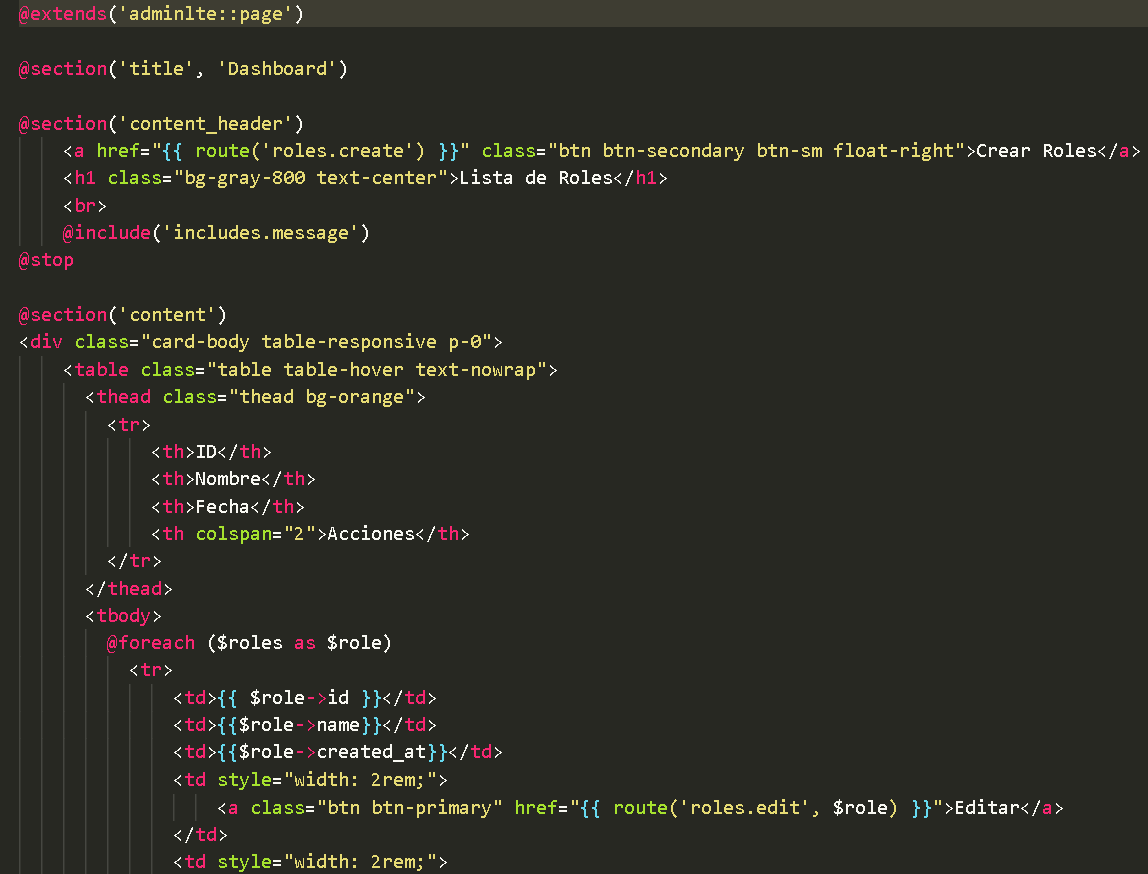 @extends('adminlte::page')
@section('title', 'Dashboard')
@section('content_header')
<a href="{{ route('roles.create') }}" class="btn btn-secondary btn-sm float-right">Crear Roles</a>
<h1 class="bg-gray-800 text-center">Lista de Roles</h1>
<br>
@include('includes.message')
@stop
@section('content')
<div class="card-body table-responsive p-0">
<table class="table table-hover text-nowrap">
<thead class="thead bg-orange">
<tr>
<th>ID</th>
<th>Nombre</th>
<th>Fecha</th>
<th colspan="2">Acciones</th>
</tr>
</thead>
<tbody>
@foreach ($roles as $role)
<tr>
<td>{{ $role->id }}</td>
<td>{{$role->name}}</td>
<td>{{$role->created_at}}</td>
<td style="width: 2rem;">
<a class="btn btn-primary" href="{{ route('roles.edit', $role) }}">Editar</a>
</td>
<td style="width: 2rem;">